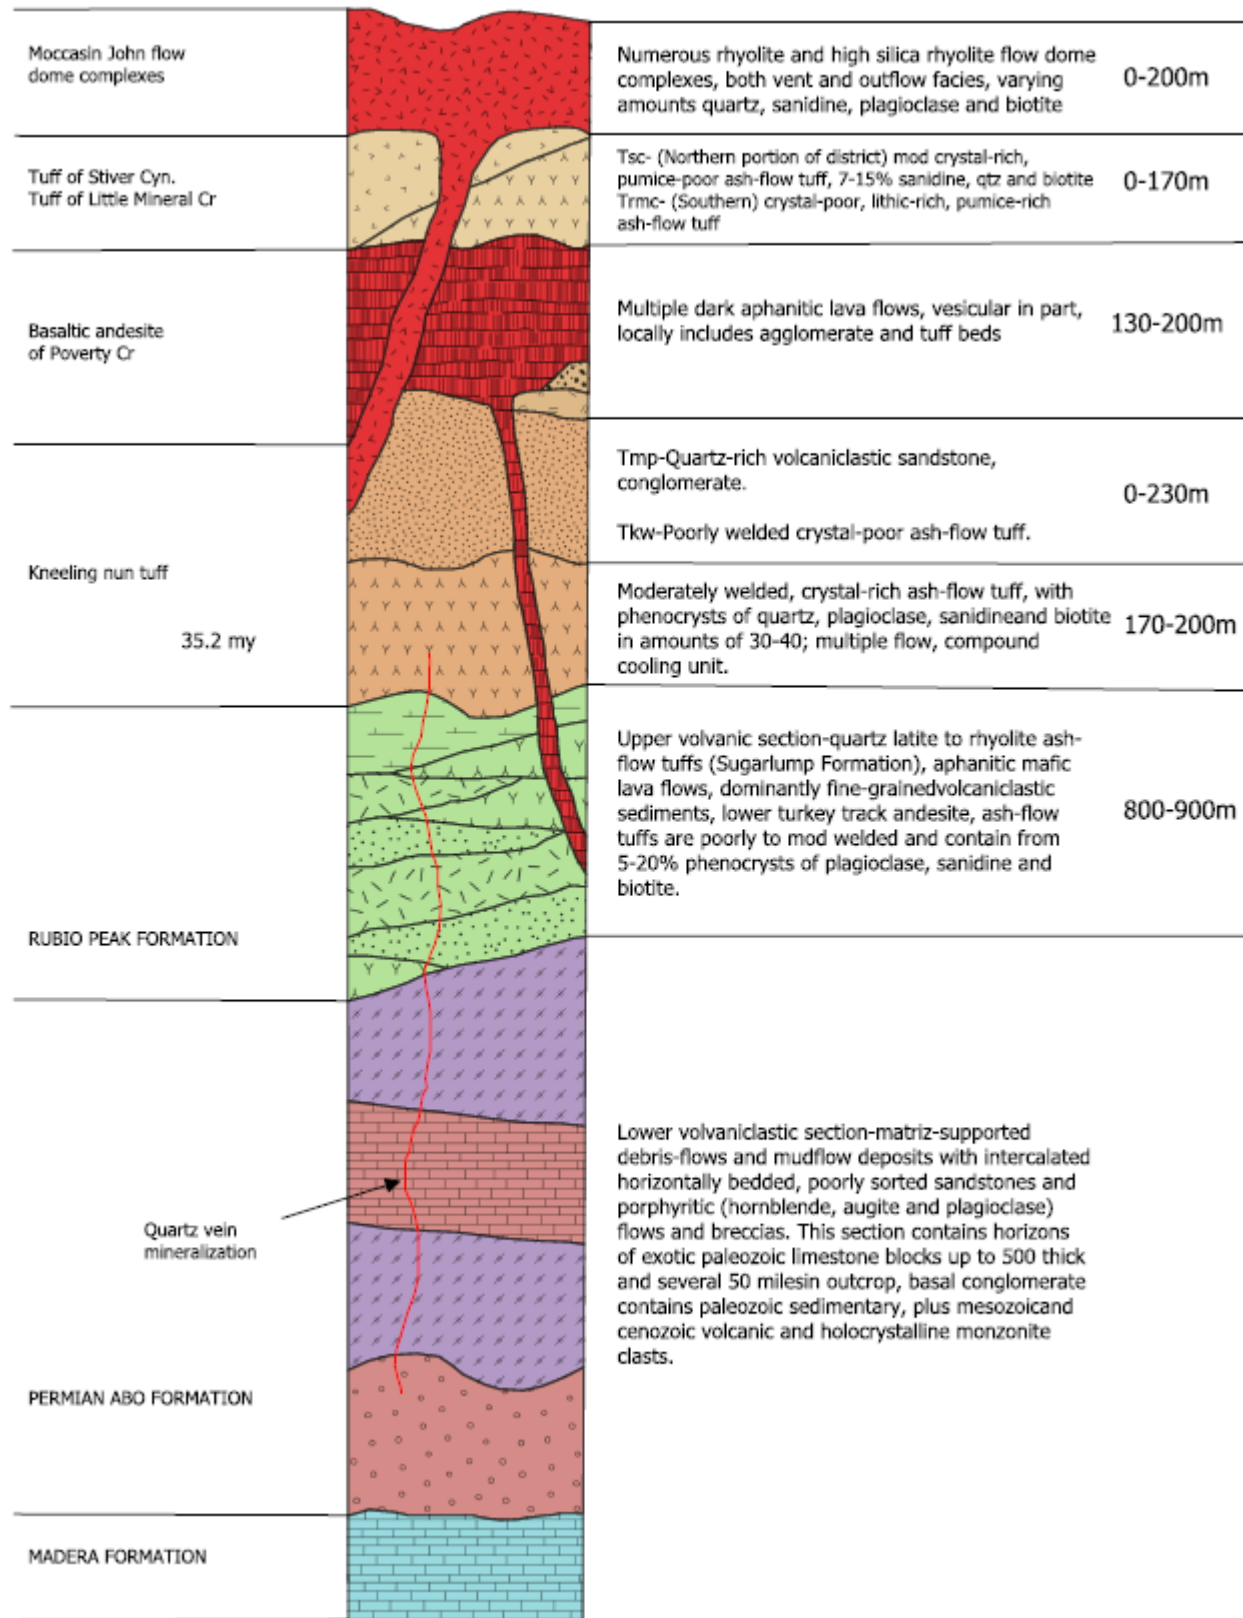 Moccasin John flow
dome complexes
Numerous rhyolite and high silica rhyolite flow dome
complexes, both vent and outflow facies, varying
amounts quartz, sanidine, plagioclase and biotite
0-200m
Tuff of Stiver Cyn.
Tuff of Little Mineral Cr
Tsc- (Northern portion of district) mod crystal-rich,
pumice-poor ash-flow tuff, 7-15% sanidine, qtz and biotite
Trmc- (Southern) crystal-poor, lithic-rich, pumice-rich
ash-flow tuff
0-170m
Basaltic andesite
of Poverty Cr
Multiple dark aphanitic lava flows, vesicular in part,
locally includes agglomerate and tuff beds
130-200m
Tmp-Quartz-rich volcaniclastic sandstone,
conglomerate.
Tkw-Poorly welded crystal-poor ash-flow tuff.
0-230m
Kneeling nun tuff
35.2 my
Moderately welded, crystal-rich ash-flow tuff, with
phenocrysts of quartz, plagioclase, sanidineand biotite
in amounts of 30-40; multiple flow, compound
cooling unit.
170-200m
RUBIO PEAK FORMATION
Upper volvanic section-quartz latite to rhyolite ash-
flow tuffs (Sugarlump Formation), aphanitic mafic
lava flows, dominantly fine-grainedvolcaniclastic
sediments, lower turkey track andesite, ash-flow
tuffs are poorly to mod welded and contain from
5-20% phenocrysts of plagioclase, sanidine and
biotite.
800-900m
Quartz vein
mineralization
Lower volvaniclastic section-matriz-supported
debris-flows and mudflow deposits with intercalated
horizontally bedded, poorly sorted sandstones and
porphyritic (hornblende, augite and plagioclase)
flows and breccias. This section contains horizons
of exotic paleozoic limestone blocks up to 500 thick
and several 50 milesin outcrop, basal conglomerate
contains paleozoic sedimentary, plus mesozoicand
cenozoic volcanic and holocrystalline monzonite
clasts.
PERMIAN ABO FORMATION
MADERA FORMATION